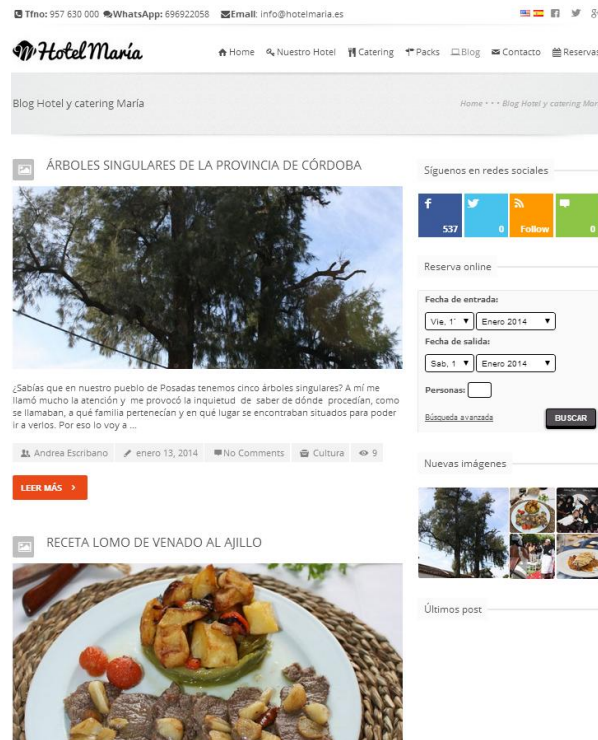 Tfno: 957 630 000 WhatsApp: 696922058 Email: info@hotelmaria.es
Hotel María
Home Nuestro Hotel Catering Packs Blog Contacto Reservas
Blog Hotel y catering María
Home • • • Blog Hotel y catering
ÁRBOLES SINGULARES DE LA PROVINCIA DE CÓRDOBA
¿Sabías que en nuestro pueblo de Posadas tenemos cinco árboles singulares? A mí me
llamó mucho la atención y me provocó la inquietud de saber de dónde procedían, como
se llamaban, a qué familia pertenecían y en qué lugar se encontraban situados para poder
ir a verlos. Por eso lo voy a ...
Andrea Escribano enero 13, 2014 No Comments Cultura 9
LEER MÁS
RECETA LOMO DE VENADO AL AJILLO
Síguenos en redes sociales
537 0 Follow 0
Reserva online
Fecha de entrada:
Vie, 1 Enero 2014
Fecha de salida:
Sab, 1 Enero 2014
Personas:
Búsqueda avanzada BUSCAR
Nuevas imágenes
Últimos post